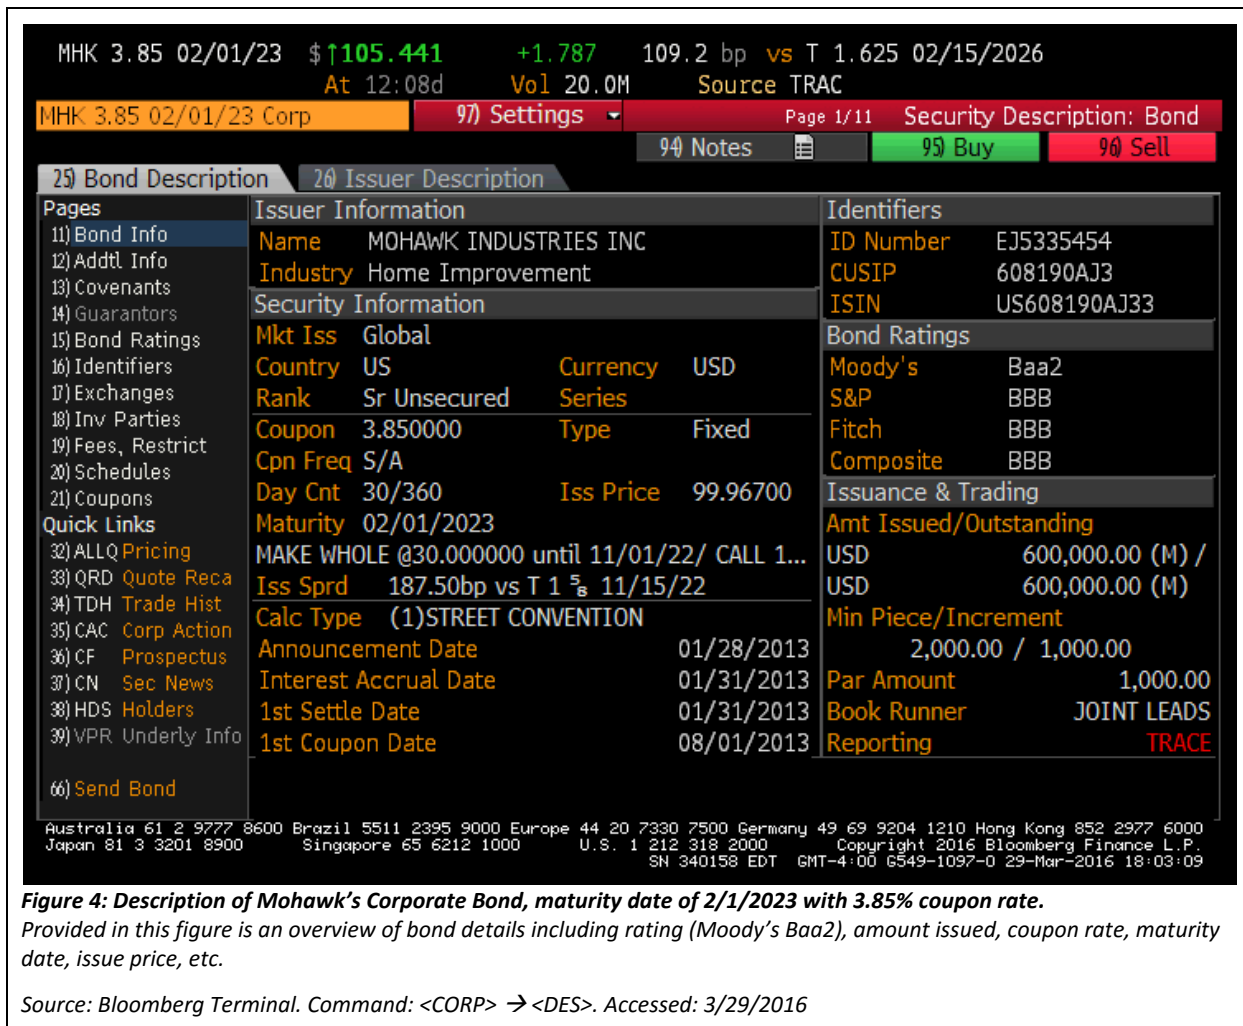 MHK 3.85 02/01/23 $↑105.441 +1.787 109.2 bp vs T 1.625 02/15/2026
At 12:08d Vol 20.0M Source TRAC
MHK 3.85 02/01/23 Corp 97) Settings Page 1/11 Security Description: Bond
94) Notes 95) Buy 96) Sell
25) Bond Description 26) Issuer Description
Pages
11) Bond Info
12) Addtl Info
13) Covenants
14) Guarantors
15) Bond Ratings
16) Identifiers
17) Exchanges
18) Inv Parties
19) Fees, Restrict
20) Schedules
21) Coupons
Quick Links
32) ALLQ Pricing
33) QRD Quote Reca
34) TDH Trade Hist
35) CAC Corp Action
36) CF Prospectus
37) CN Sec News
38) HDS Holders
39) VPR Underly Info
66) Send Bond
Issuer Information
Name MOHAWK INDUSTRIES INC
Industry Home Improvement
Security Information
Mkt Iss Global
Country US Currency USD
Rank Sr Unsecured Series
Coupon 3.850000 Type Fixed
Cpn Freq S/A
Day Cnt 30/360 Iss Price 99.96700
Maturity 02/01/2023
MAKE WHOLE @30.000000 until 11/01/22/ CALL 1...
Iss Sprd 187.50bp vs T 1 ⅝ 11/15/22
Calc Type (1)STREET CONVENTION
Announcement Date 01/28/2013
Interest Accrual Date 01/31/2013
1st Settle Date 01/31/2013
1st Coupon Date 08/01/2013
Identifiers
ID Number EJ5335454
CUSIP 608190AJ3
ISIN US608190AJ33
Bond Ratings
Moody's Baa2
S&P BBB
Fitch BBB
Composite BBB
Issuance & Trading
Amt Issued/Outstanding
USD 600,000.00 (M) /
USD 600,000.00 (M)
Min Piece/Increment
2,000.00 / 1,000.00
Par Amount 1,000.00
Book Runner JOINT LEADS
Reporting TRACE
Australia 61 2 9777 8600 Brazil 5511 2395 9000 Europe 44 20 7330 7500 Germany 49 69 9204 1210 Hong Kong 852 2977 6000
Japan 81 3 3201 8900 Singapore 65 6212 1000 U.S. 1 212 318 2000 Copyright 2016 Bloomberg Finance L.P.
SN 340158 EDT GMT-4:00 G549-1097-0 29-Mar-2016 18:03:09
Figure 4: Description of Mohawk's Corporate Bond, maturity date of 2/1/2023 with 3.85% coupon rate.
Provided in this figure is an overview of bond details including rating (Moody's Baa2), amount issued, coupon rate, maturity
date, issue price, etc.
Source: Bloomberg Terminal. Command: <CORP> → <DES>. Accessed: 3/29/2016